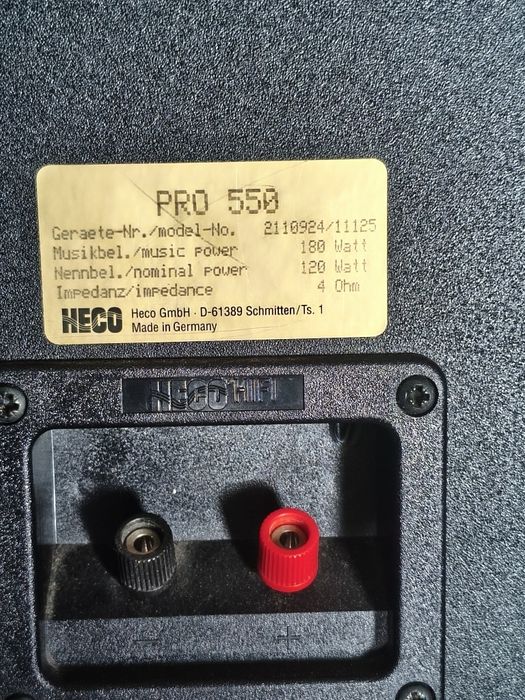 PRO 550
Geraete-Nr./model-No. 2110924/11125
Musikbel./music power 180 Watt
Nennbel./nominal power 120 Watt
Impedanz/impedance 4 Ohm
HECO Heco GmbH · D-61389 Schmitten/Ts. 1
Made in Germany
HECO HIFI
- +